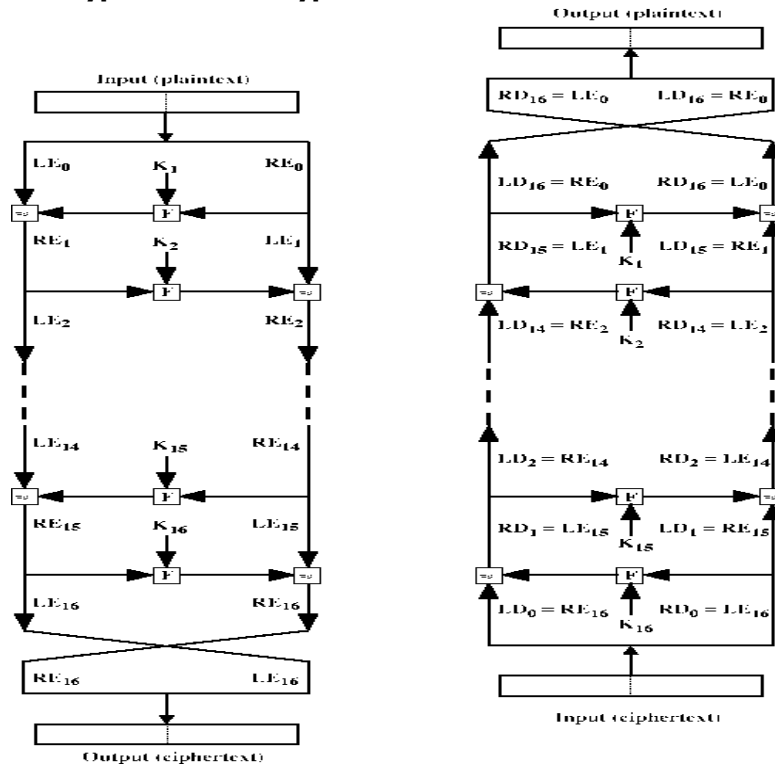 Input (plaintext)
LE0 K1 RE0
F
RE1 K2 LE1
F
LE2 RE2
LE14 K15 RE14
F
RE15 K16 LE15
F
LE16 RE16
RE16 LE16
Output (ciphertext)
Output (plaintext)
RD16 = LE0 LD16 = RE0
LD16 = RE0 RD16 = LE0
F
RD15 = LE1 K1 LD15 = RE1
F
LD14 = RE2 K2 RD14 = LE2
LD2 = RE14 RD2 = LE14
F
RD1 = LE15 K15 LD1 = RE15
F
LD0 = RE16 K16 RD0 = LE16
Input (ciphertext)